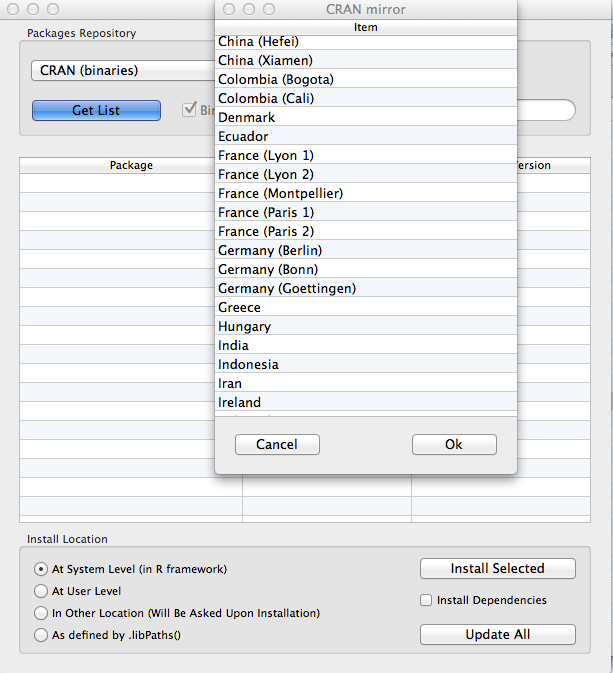 CRAN mirror
Packages Repository
Item
CRAN (binaries)
China (Hefei)
China (Xiamen)
Colombia (Bogota)
Colombia (Cali)
Get List
Denmark
Ecuador
France (Lyon 1)
Package
France (Lyon 2)
France (Montpellier)
France (Paris 1)
France (Paris 2)
Germany (Berlin)
Germany (Bonn)
Germany (Goettingen)
Greece
Hungary
India
Indonesia
Iran
Ireland
Cancel
Ok
Install Location
At System Level (in R framework)
Install Selected
At User Level
Install Dependencies
In Other Location (Will Be Asked Upon Installation)
As defined by .libPaths()
Update All